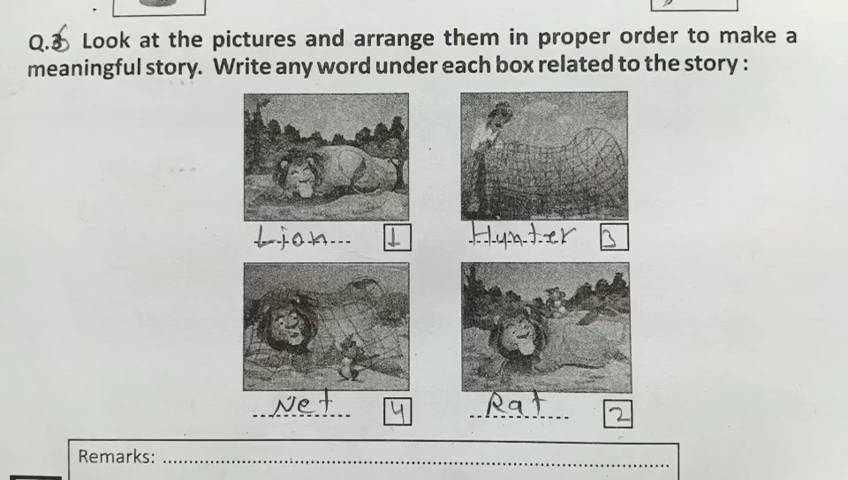 Q.3 Look at the pictures and arrange them in proper order to make a
meaningful story. Write any word under each box related to the story :
Lion... 1
Hunter 3
Net 4
Rat 2
Remarks: